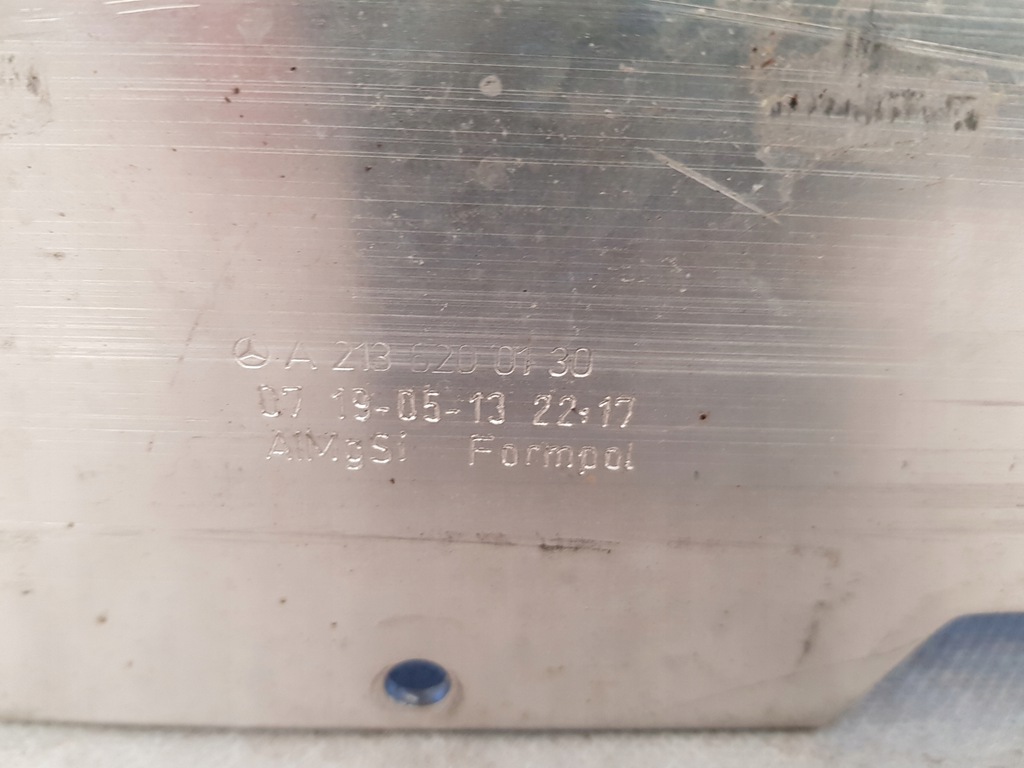 A 213 620 01 30
07 19-05-13 22:17
AlMgSi Formpol